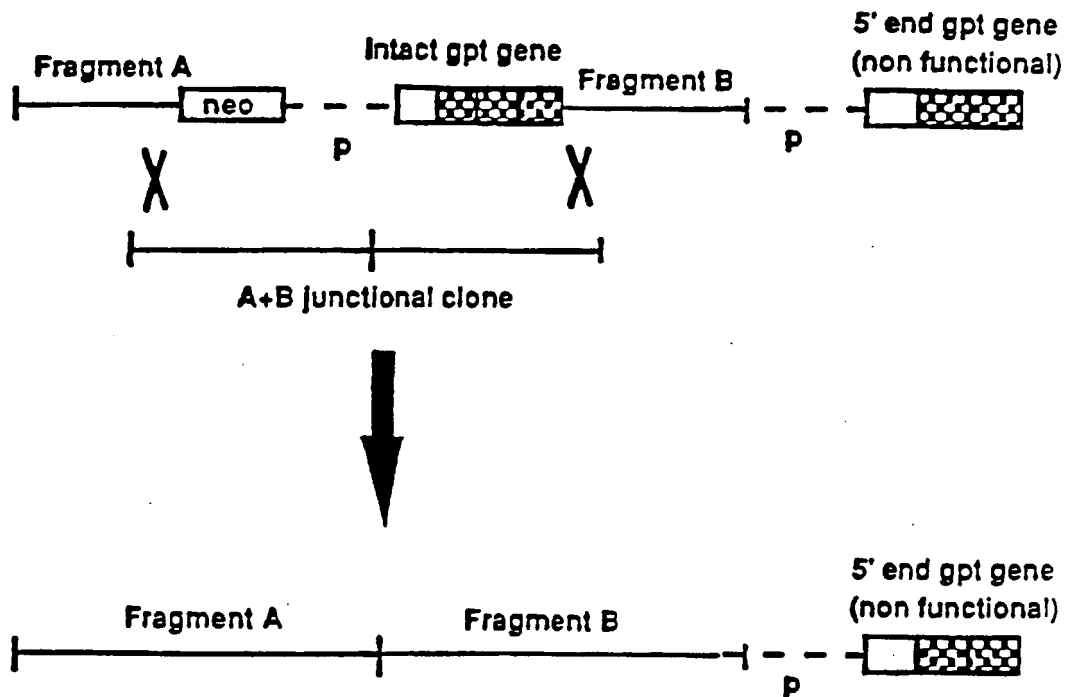 5' end gpt gene
(non functional)
Intact gpt gene
Fragment A
Fragment B
neo
p
p
A+B junctional clone
5' end gpt gene
(non functional)
Fragment A
Fragment B
p